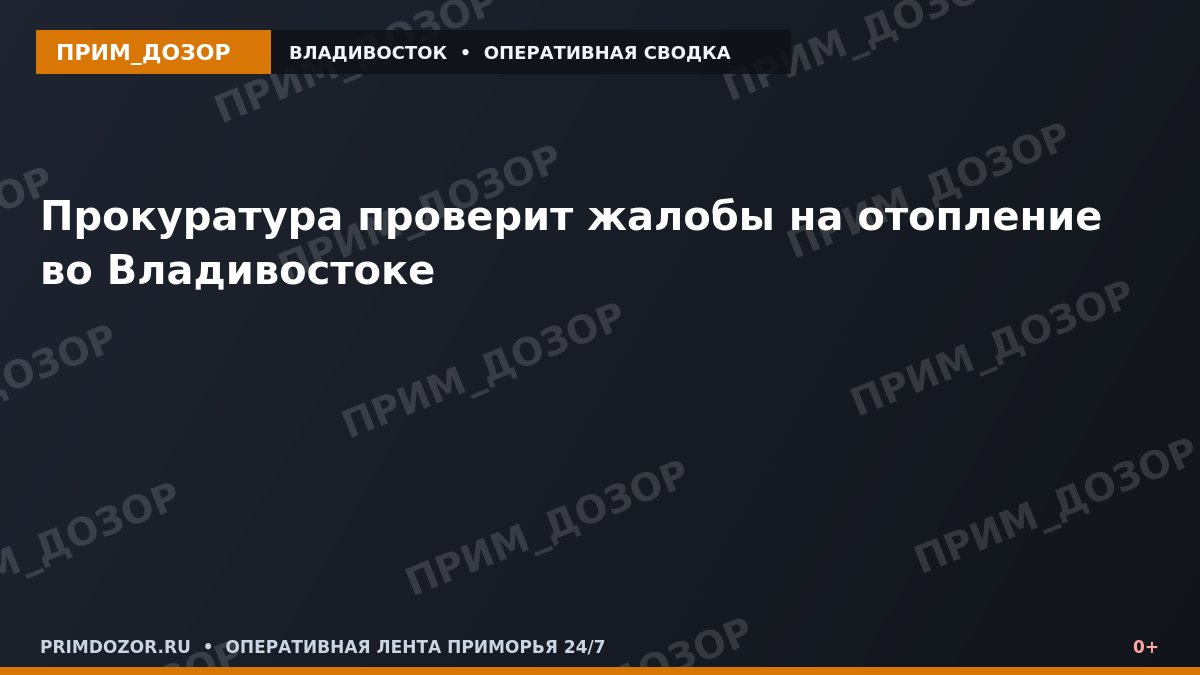 ПРИМ_ДОЗОР
ВЛАДИВОСТОК • ОПЕРАТИВНАЯ СВОДКА
Прокуратура проверит жалобы на отопление
во Владивостоке
PRIMDOZOR.RU • ОПЕРАТИВНАЯ ЛЕНТА ПРИМОРЬЯ 24/7
0+